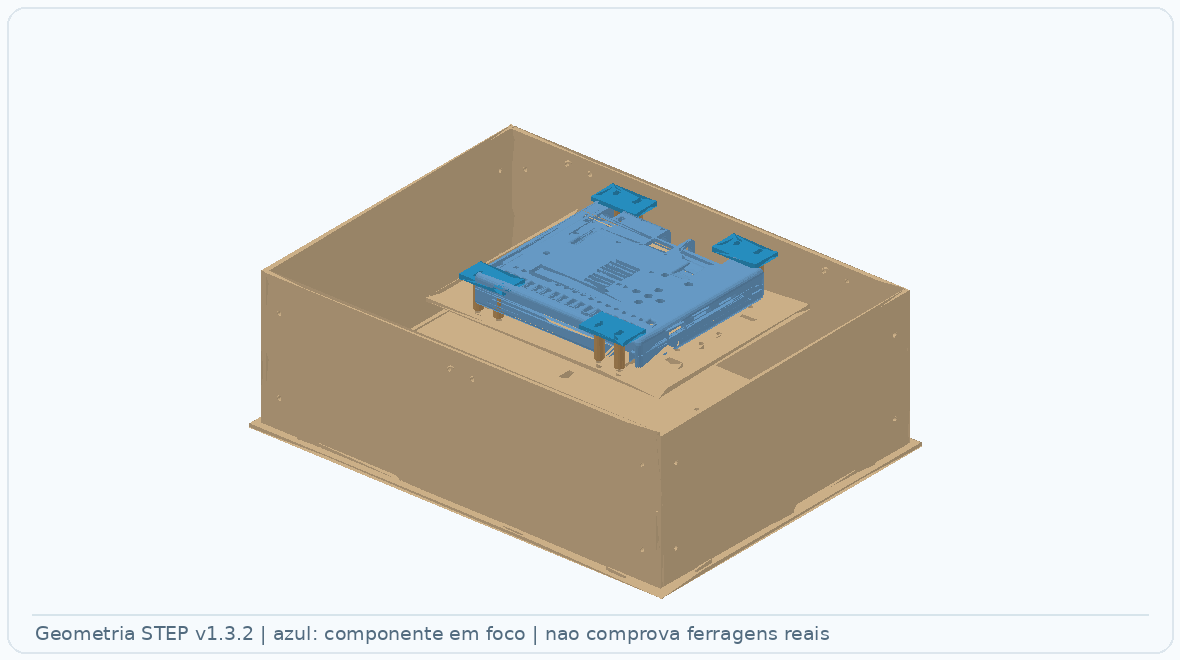 Geometria STEP v1.3.2 | azul: componente em foco | nao comprova ferragens reais